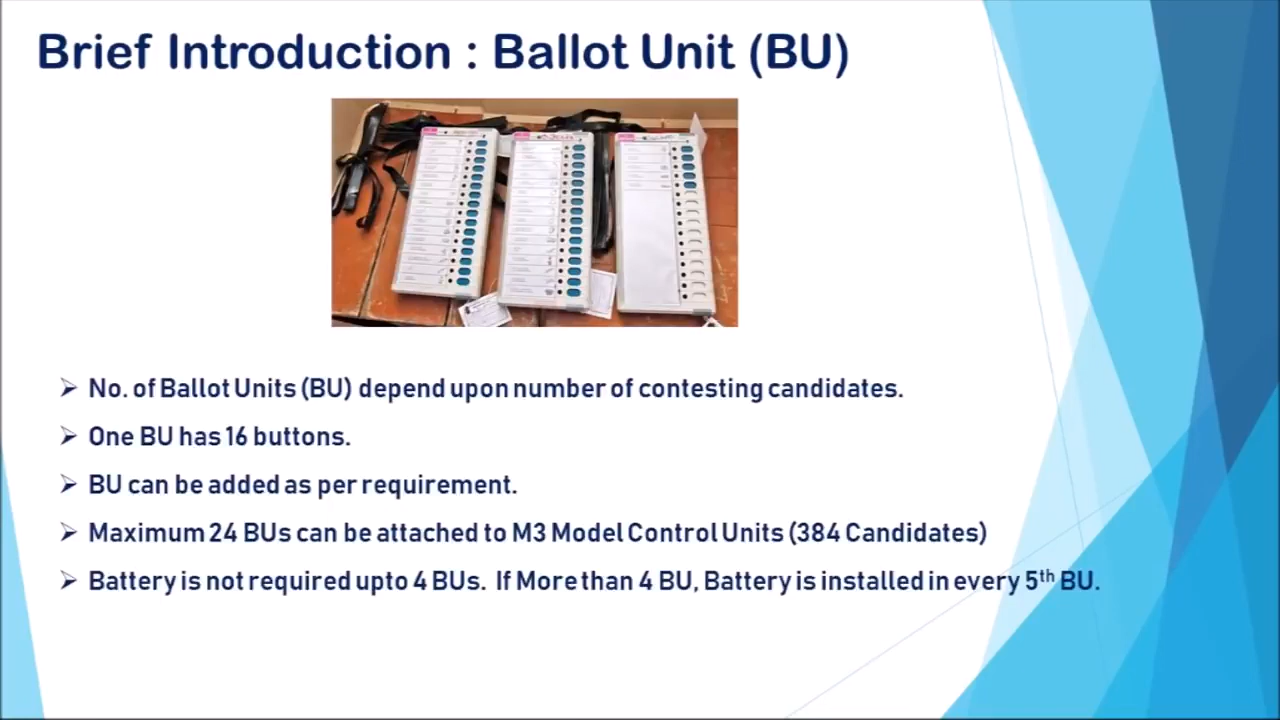 Brief Introduction : Ballot Unit (BU)
No. of Ballot Units (BU) depend upon number of contesting candidates.
One BU has 16 buttons.
BU can be added as per requirement.
Maximum 24 BUs can be attached to M3 Model Control Units (384 Candidates)
Battery is not required upto 4 BUs. If More than 4 BU, Battery is installed in every 5th BU.